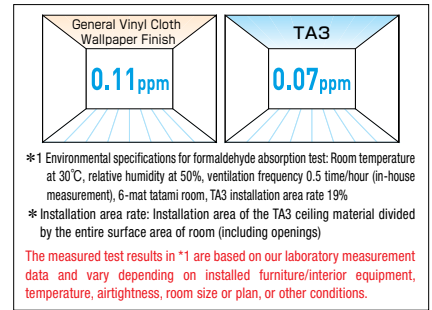 General Vinyl Cloth
Wallpaper Finish
0.11ppm
TA3
0.07ppm
*1 Environmental specifications for formaldehyde absorption test: Room temperature
at 30℃, relative humidity at 50%, ventilation frequency 0.5 time/hour (in-house
measurement), 6-mat tatami room, TA3 installation area rate 19%
* Installation area rate: Installation area of the TA3 ceiling material divided
by the entire surface area of room (including openings)
The measured test results in *1 are based on our laboratory measurement
data and vary depending on installed furniture/interior equipment,
temperature, airtightness, room size or plan, or other conditions.